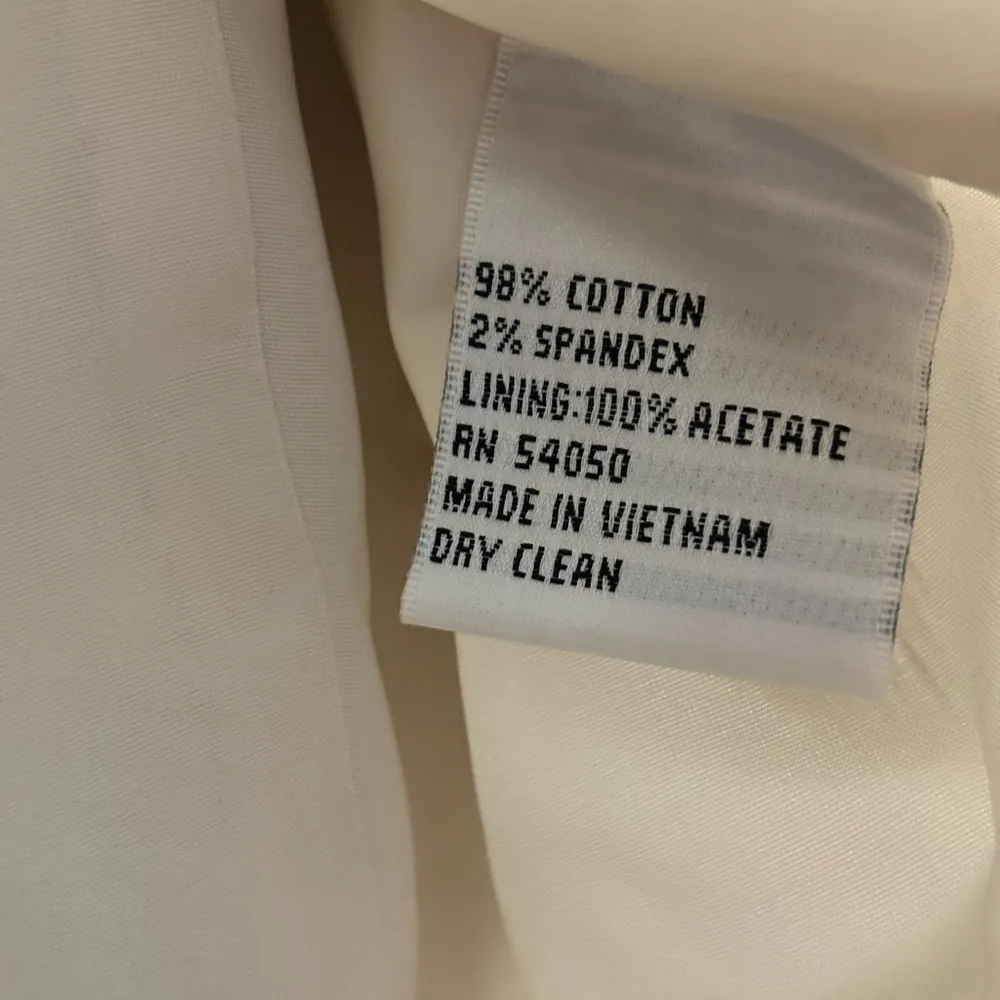 98% COTTON
2% SPANDEX
LINING:100% ACETATE
RN 54050
MADE IN VIETNAM
DRY CLEAN